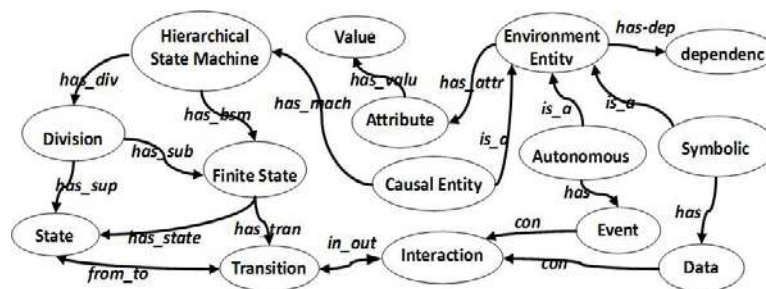 Hierarchical
State Machine
Value
Environment
Entity
has-dep
dependenc
has_div
has_valu
has_attr
has_bsm
has_mach
Attribute
is_a
is_a
is_a
Division
has_sub
Autonomous
Symbolic
Finite State
Causal Entity
has_sup
has
has
State
has_state
has_tran
con
Event
in_out
Interaction
from_to
Transition
con
Data